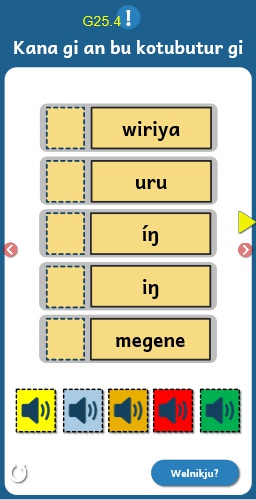 G25.4 !
Kana gi an bu kotubutur gi
wiriya
uru
íŋ
iŋ
megene
Welnikju?